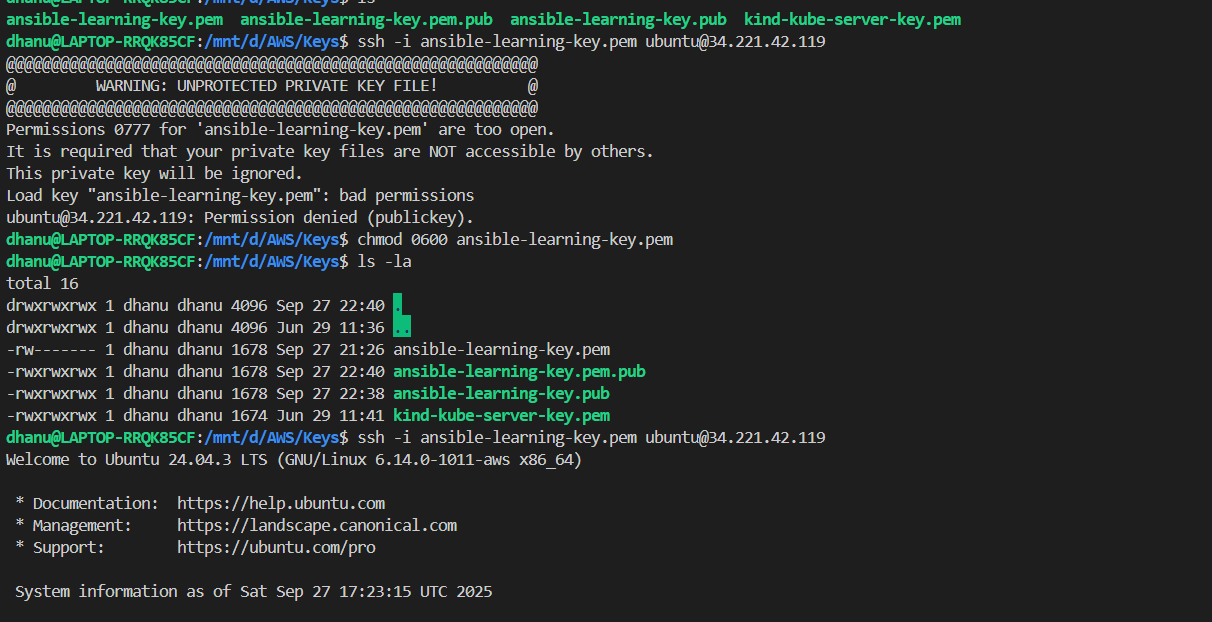 dhanu@LAPTOP-RRQK85CF:/mnt/d/AWS/Keys$ ls
ansible-learning-key.pem  ansible-learning-key.pem.pub  ansible-learning-key.pub  kind-kube-server-key.pem
dhanu@LAPTOP-RRQK85CF:/mnt/d/AWS/Keys$ ssh -i ansible-learning-key.pem ubuntu@34.221.42.119
@@@@@@@@@@@@@@@@@@@@@@@@@@@@@@@@@@@@@@@@@@@@@@@@@@@@@@@@@@@
@         WARNING: UNPROTECTED PRIVATE KEY FILE!          @
@@@@@@@@@@@@@@@@@@@@@@@@@@@@@@@@@@@@@@@@@@@@@@@@@@@@@@@@@@@
Permissions 0777 for 'ansible-learning-key.pem' are too open.
It is required that your private key files are NOT accessible by others.
This private key will be ignored.
Load key "ansible-learning-key.pem": bad permissions
ubuntu@34.221.42.119: Permission denied (publickey).
dhanu@LAPTOP-RRQK85CF:/mnt/d/AWS/Keys$ chmod 0600 ansible-learning-key.pem
dhanu@LAPTOP-RRQK85CF:/mnt/d/AWS/Keys$ ls -la
total 16
drwxrwxrwx 1 dhanu dhanu 4096 Sep 27 22:40 .
drwxrwxrwx 1 dhanu dhanu 4096 Jun 29 11:36 ..
-rw------- 1 dhanu dhanu 1678 Sep 27 21:26 ansible-learning-key.pem
-rwxrwxrwx 1 dhanu dhanu 1678 Sep 27 22:40 ansible-learning-key.pem.pub
-rwxrwxrwx 1 dhanu dhanu 1678 Sep 27 22:38 ansible-learning-key.pub
-rwxrwxrwx 1 dhanu dhanu 1674 Jun 29 11:41 kind-kube-server-key.pem
dhanu@LAPTOP-RRQK85CF:/mnt/d/AWS/Keys$ ssh -i ansible-learning-key.pem ubuntu@34.221.42.119
Welcome to Ubuntu 24.04.3 LTS (GNU/Linux 6.14.0-1011-aws x86_64)
 * Documentation:  https://help.ubuntu.com
 * Management:     https://landscape.canonical.com
 * Support:        https://ubuntu.com/pro
 System information as of Sat Sep 27 17:23:15 UTC 2025